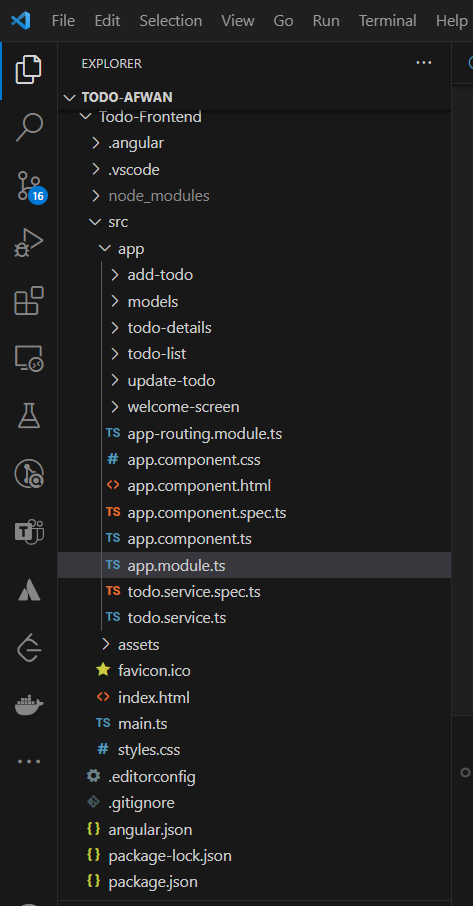 File Edit Selection View Go Run Terminal Help
EXPLORER
TODO-AFWAN
Todo-Frontend
.angular
.vscode
node_modules
src
app
add-todo
models
todo-details
todo-list
update-todo
welcome-screen
TS app-routing.module.ts
# app.component.css
<> app.component.html
TS app.component.spec.ts
TS app.component.ts
TS app.module.ts
TS todo.service.spec.ts
TS todo.service.ts
assets
favicon.ico
<> index.html
TS main.ts
# styles.css
.editorconfig
.gitignore
{} angular.json
{} package-lock.json
{} package.json
16
T